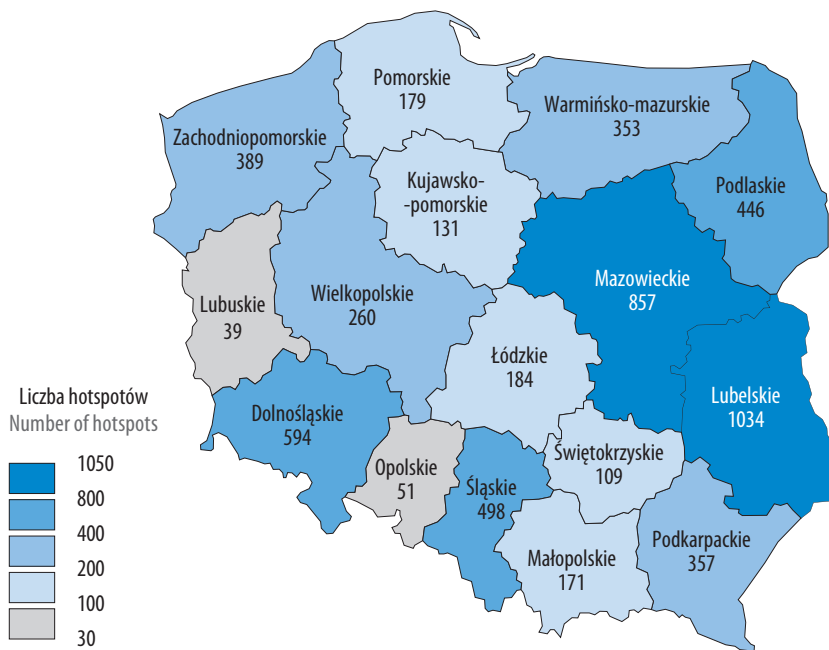 Pomorskie
179
Warmińsko-mazurskie
353
Zachodniopomorskie
389
Podlaskie
446
Kujawsko-
-pomorskie
131
Mazowieckie
857
Lubuskie
39
Wielkopolskie
260
Łódzkie
184
Lubelskie
1034
Dolnośląskie
594
Opolskie
51
Śląskie
498
Świętokrzyskie
109
Małopolskie
171
Podkarpackie
357
Liczba hotspotów
Number of hotspots
1050
800
400
200
100
30